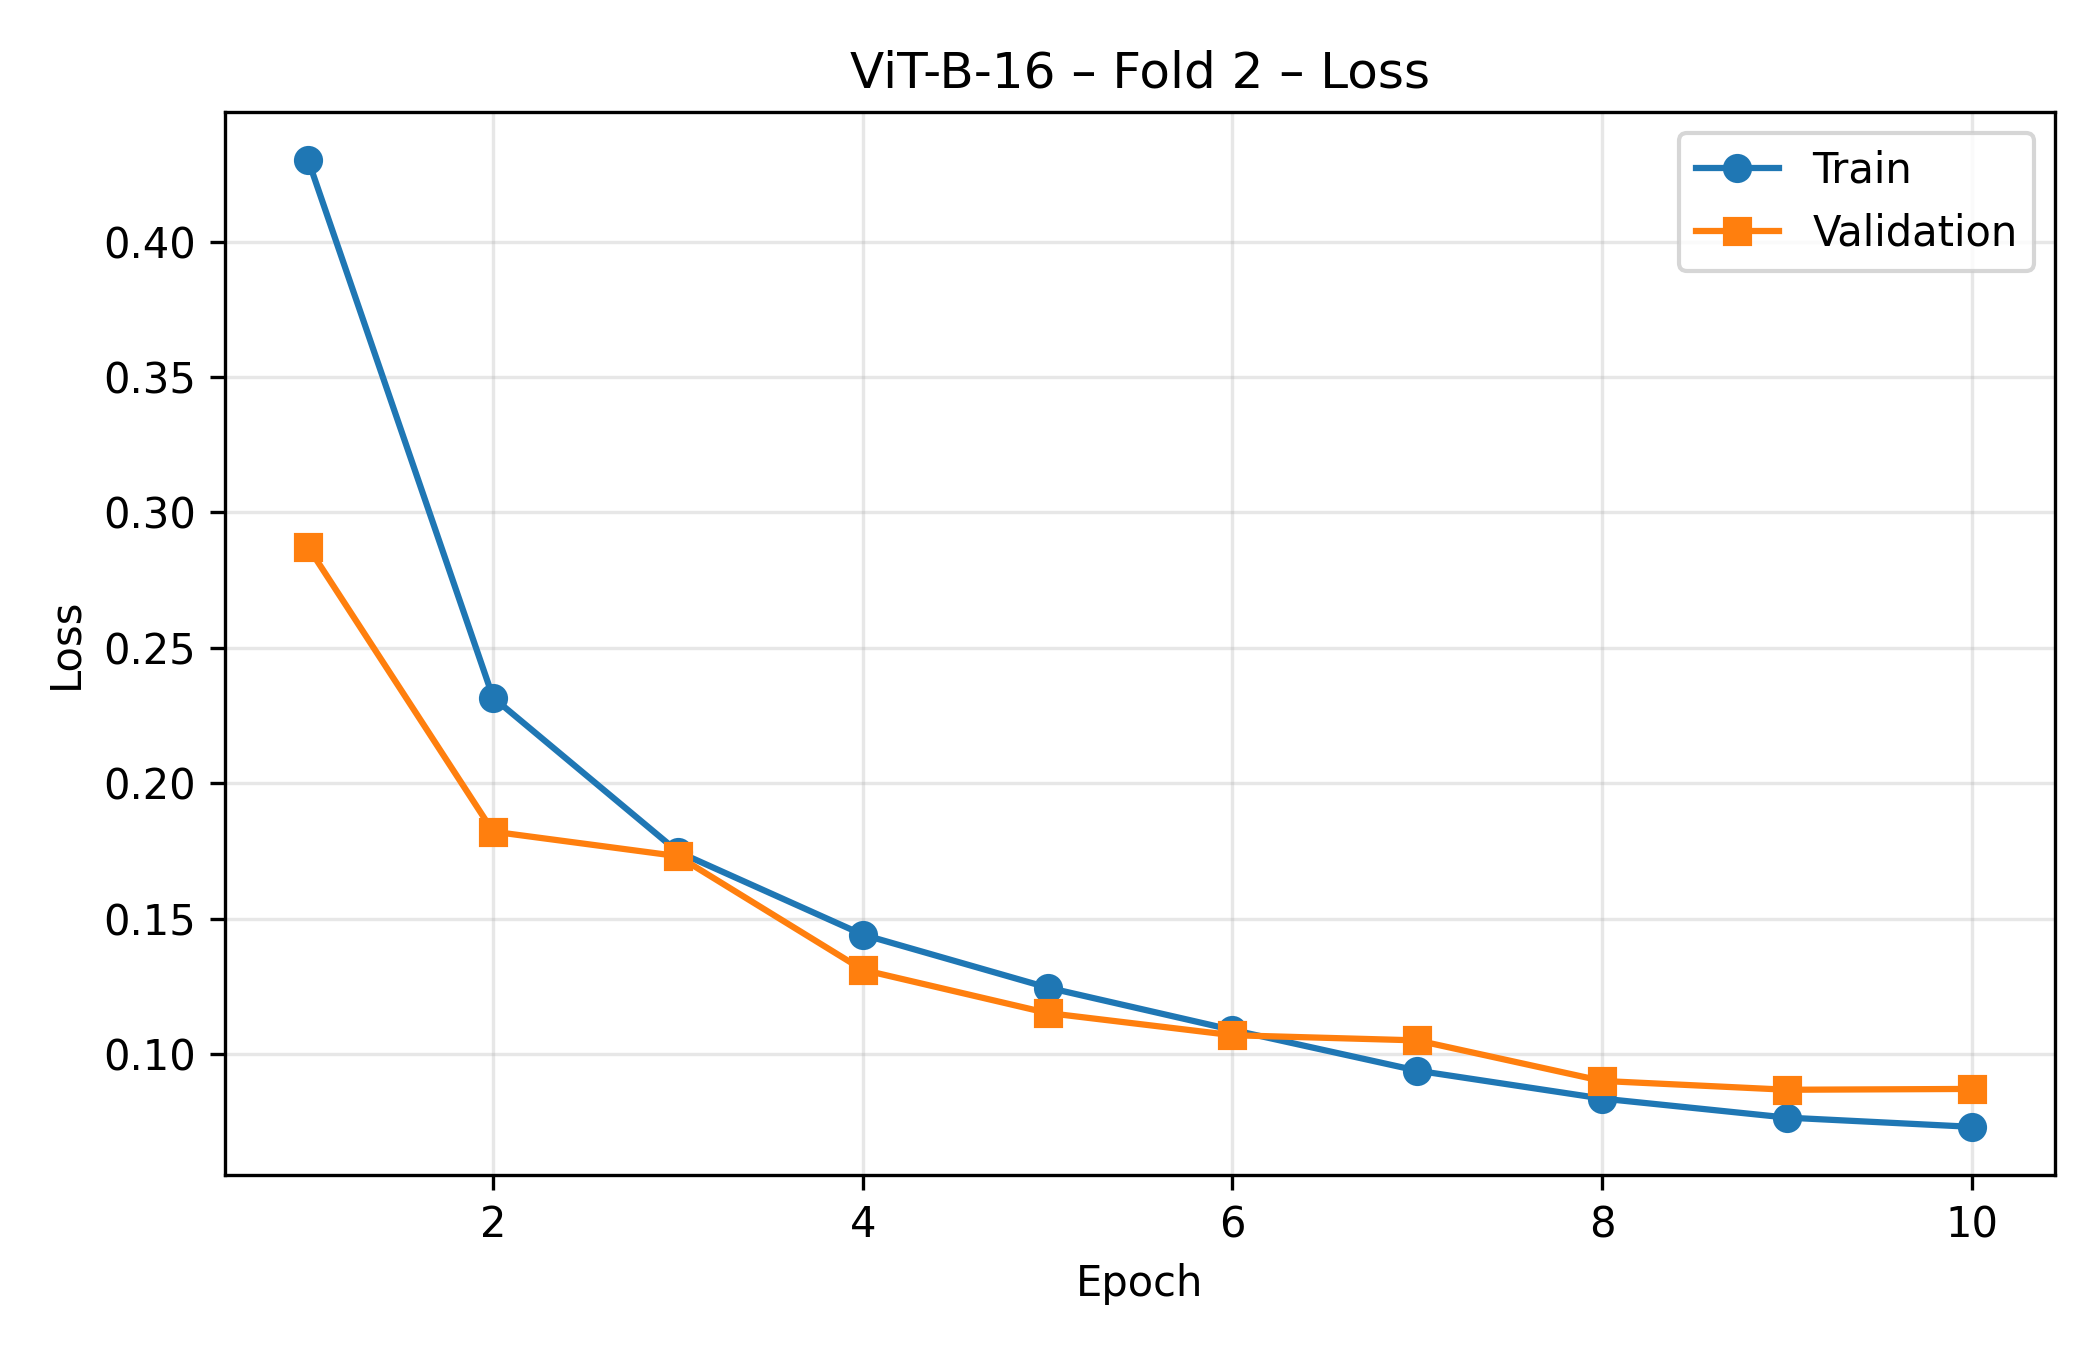 ViT-B-16 – Fold 2 – Loss
Train
Validation
0.40
0.35
0.30
0.25
0.20
0.15
0.10
Loss
2 4 6 8 10
Epoch